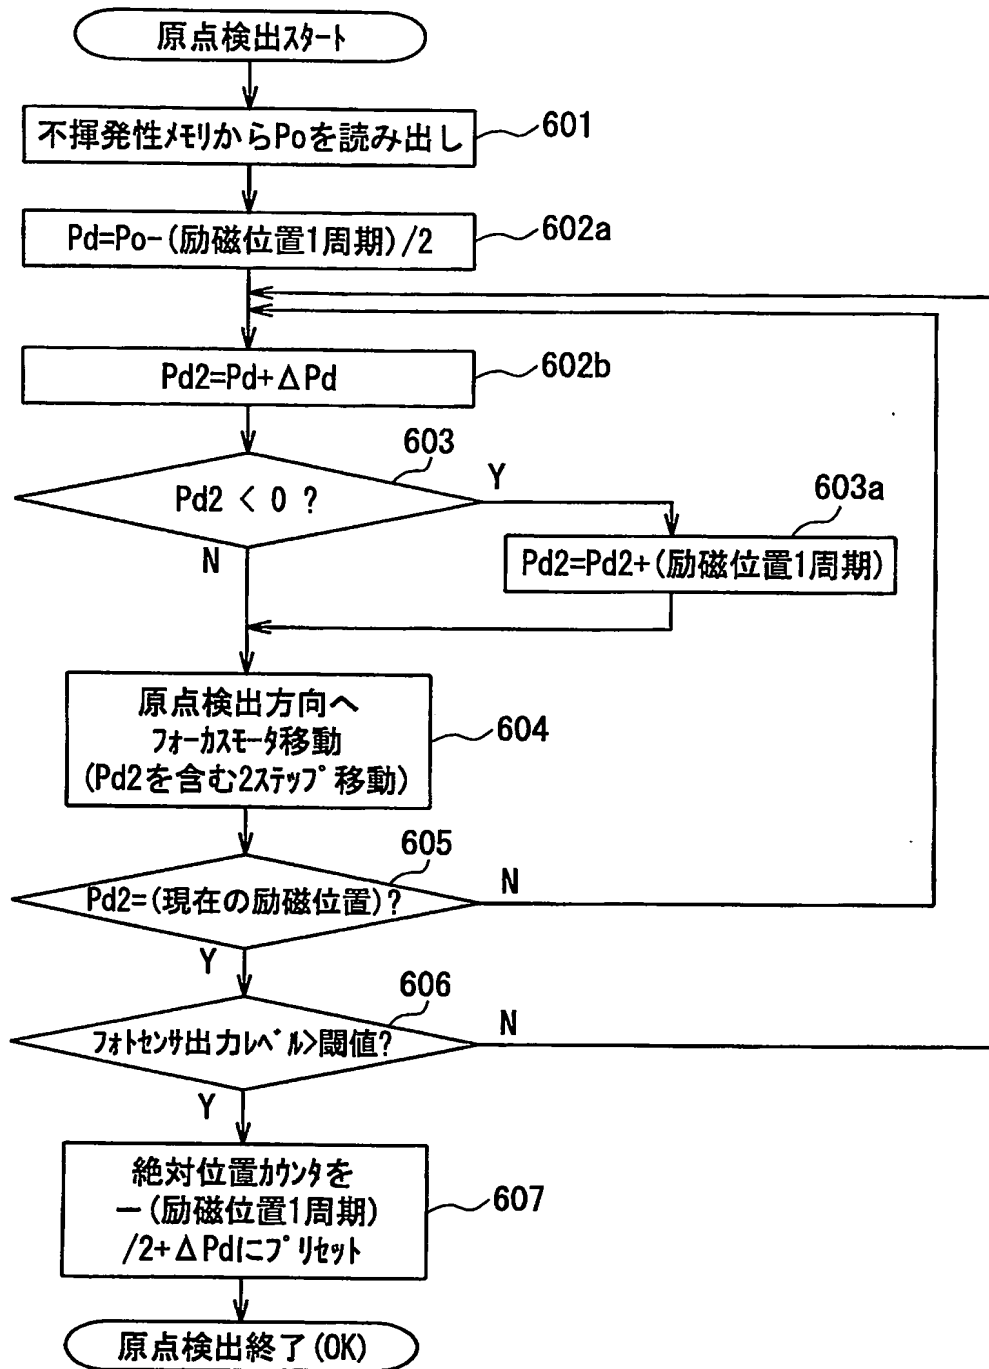 原点検出スタート
不揮発性メモリからPoを読み出し
601
Pd=Po-(励磁位置1周期)/2
602a
Pd2=Pd+ΔPd
602b
603
Pd2 < 0 ?
Y
N
603a
Pd2=Pd2+(励磁位置1周期)
原点検出方向へ
フォーカスモータ移動
(Pd2を含む2ステップ移動)
604
605
Pd2=(現在の励磁位置)?
N
Y
606
フォトセンサ出力レベル>閾値?
N
Y
絶対位置カウンタを
-(励磁位置1周期)
/2+ΔPdにプリセット
607
原点検出終了(OK)